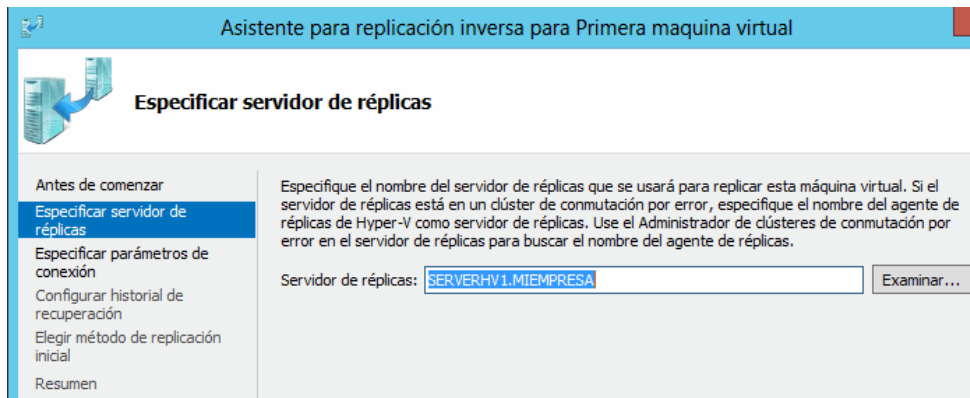 Asistente para replicación inversa para Primera maquina virtual
Especificar servidor de réplicas
Antes de comenzar
Especificar servidor de
réplicas
Especificar parámetros de
conexión
Configurar historial de
recuperación
Elegir método de replicación
inicial
Resumen
Especifique el nombre del servidor de réplicas que se usará para replicar esta máquina virtual. Si el
servidor de réplicas está en un clúster de conmutación por error, especifique el nombre del agente de
réplicas de Hyper-V como servidor de réplicas. Use el Administrador de clústeres de conmutación por
error en el servidor de réplicas para buscar el nombre del agente de réplicas.
Servidor de réplicas: SERVERHV1.MIEMPRESA Examinar...